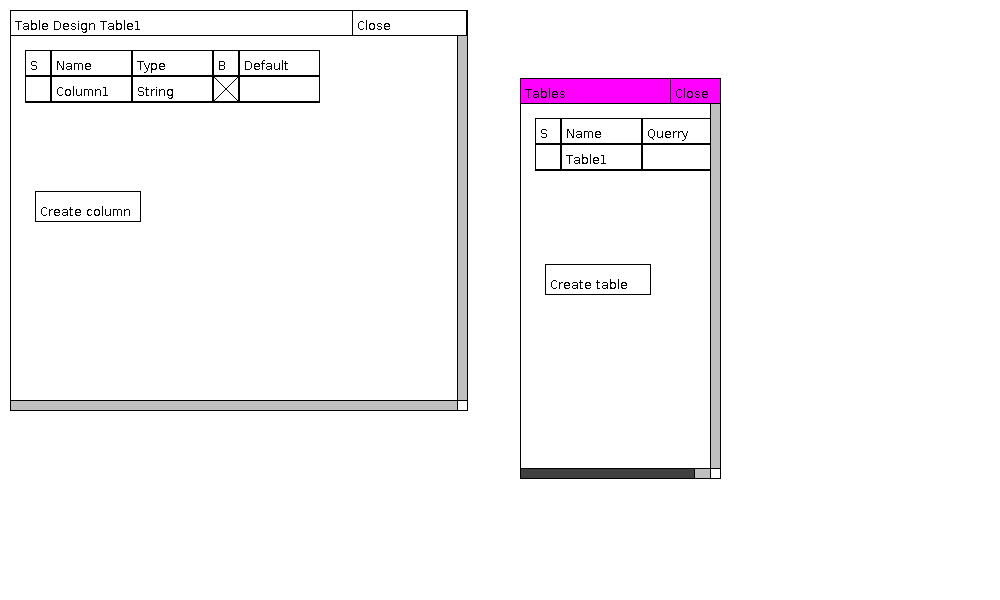 Table Design Table1 Close
S Name Type B Default
Column1 String
Create column
Tables Close
S Name Querry
Table1
Create table